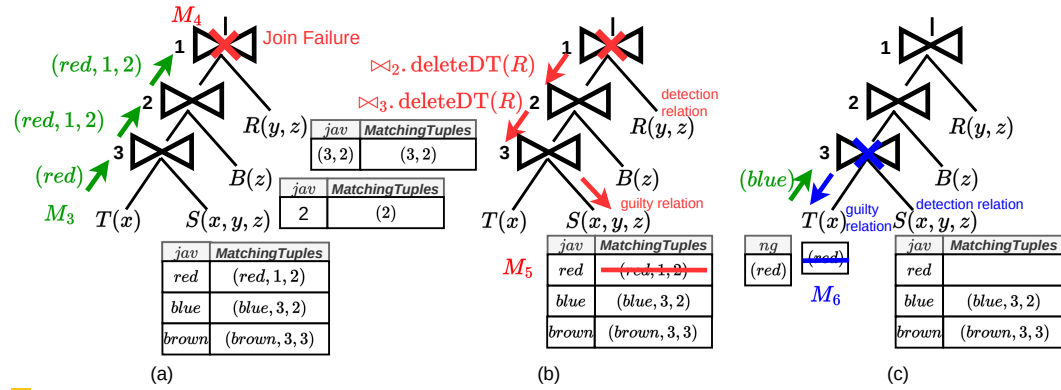 M₄
1
Join Failure
(red, 1, 2)
2
(red, 1, 2)
R(y, z)
3
(red)
B(z)
M₃
T(x)
S(x, y, z)
jav MatchingTuples
(3, 2) (3, 2)
jav MatchingTuples
2 (2)
jav MatchingTuples
red (red, 1, 2)
blue (blue, 3, 2)
brown (brown, 3, 3)
(a)
1
⋈₂. deleteDT(R)
2
⋈₃. deleteDT(R)
detection
relation
R(y, z)
3
B(z)
T(x)
guilty relation
S(x, y, z)
M₅
jav MatchingTuples
red (red, 1, 2)
blue (blue, 3, 2)
brown (brown, 3, 3)
(b)
1
2
R(y, z)
3
(blue)
B(z)
T(x)
guilty
relation
detection relation
S(x, y, z)
ng
(red)
(red)
M₆
jav MatchingTuples
red
blue (blue, 3, 2)
brown (brown, 3, 3)
(c)